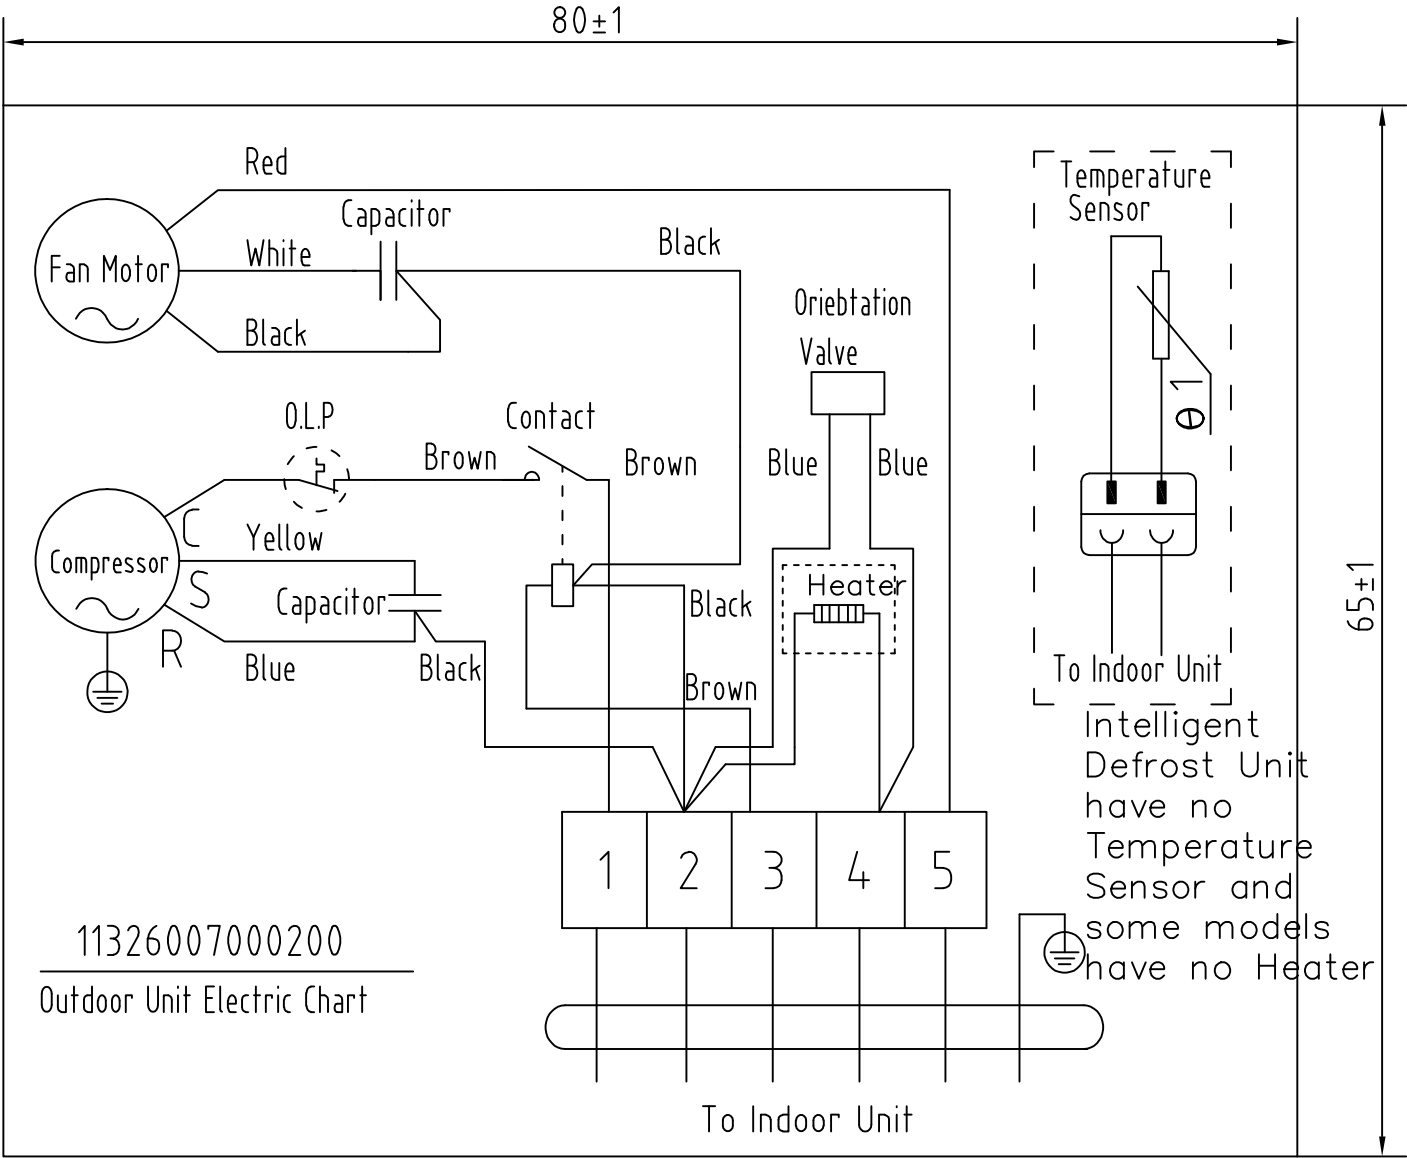 80±1
Red
Temperature
Sensor
Capacitor
White
Black
Fan Motor
Oriebtation
Black
Valve
θ 1
O.L.P
Contact
Brown
Brown
Blue
Blue
C
Yellow
Compressor
Heater
S
Capacitor
Black
65±1
R
Blue
Black
To Indoor Unit
Brown
Intelligent
Defrost Unit
have no
Temperature
Sensor and
some models
have no Heater
1 2 3 4 5
11326007000200
Outdoor Unit Electric Chart
To Indoor Unit